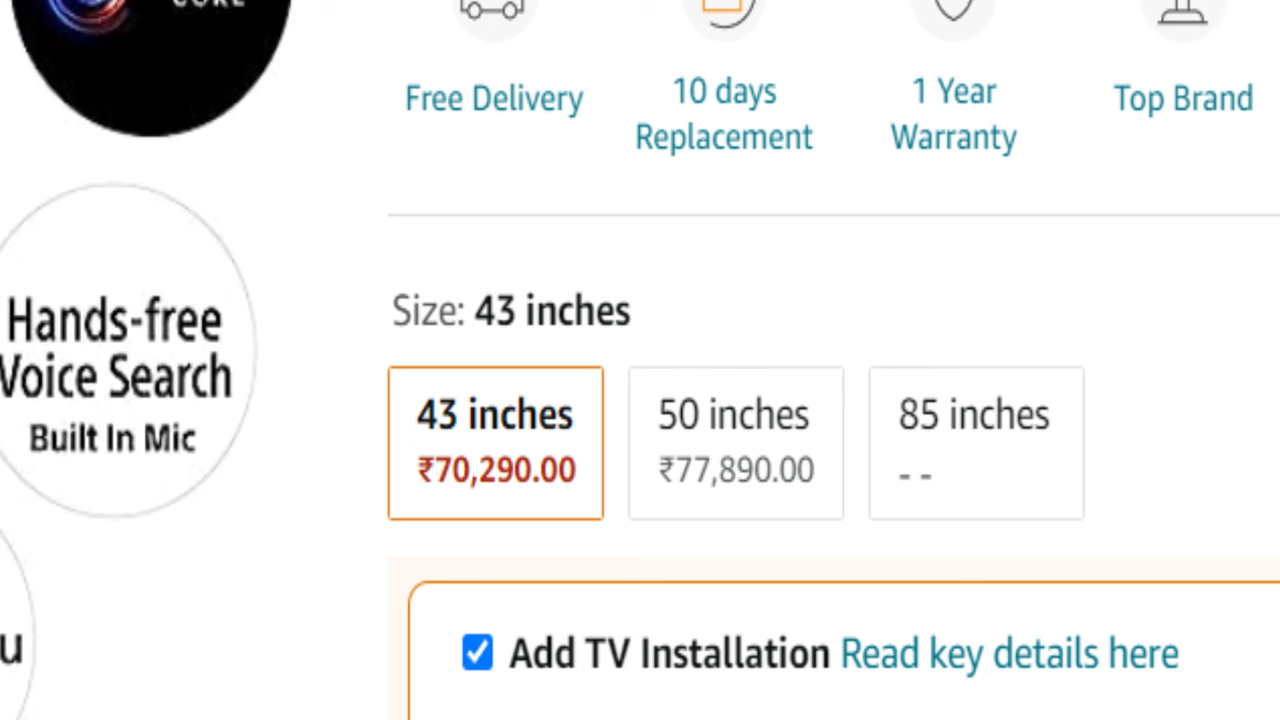 CORE
Free Delivery
10 days
Replacement
1 Year
Warranty
Top Brand
Hands-free
Voice Search
Built In Mic
Size: 43 inches
43 inches
₹70,290.00
50 inches
₹77,890.00
85 inches
- -
u
Add TV Installation Read key details here